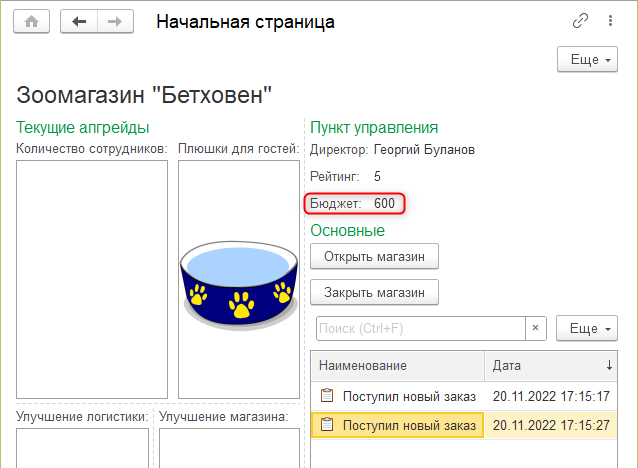 Начальная страница
Еще
Зоомагазин "Бетховен"
Текущие апгрейды
Количество сотрудников:
Плюшки для гостей:
Улучшение логистики:
Улучшение магазина:
Пункт управления
Директор: Георгий Буланов
Рейтинг: 5
Бюджет: 600
Основные
Открыть магазин
Закрыть магазин
Поиск (Ctrl+F) × Еще
Наименование Дата ↓
Поступил новый заказ 20.11.2022 17:15:17
Поступил новый заказ 20.11.2022 17:15:27